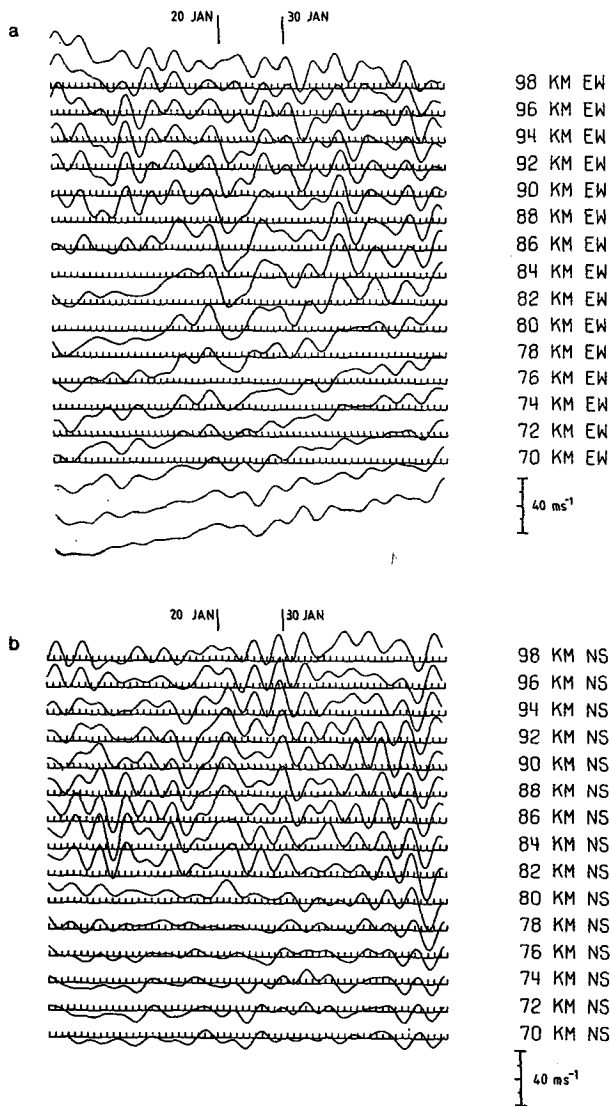 20 JAN 30 JAN
a
98 KM EW
96 KM EW
94 KM EW
92 KM EW
90 KM EW
88 KM EW
86 KM EW
84 KM EW
82 KM EW
80 KM EW
78 KM EW
76 KM EW
74 KM EW
72 KM EW
70 KM EW
40 ms⁻¹
20 JAN 30 JAN
b
98 KM NS
96 KM NS
94 KM NS
92 KM NS
90 KM NS
88 KM NS
86 KM NS
84 KM NS
82 KM NS
80 KM NS
78 KM NS
76 KM NS
74 KM NS
72 KM NS
70 KM NS
40 ms⁻¹